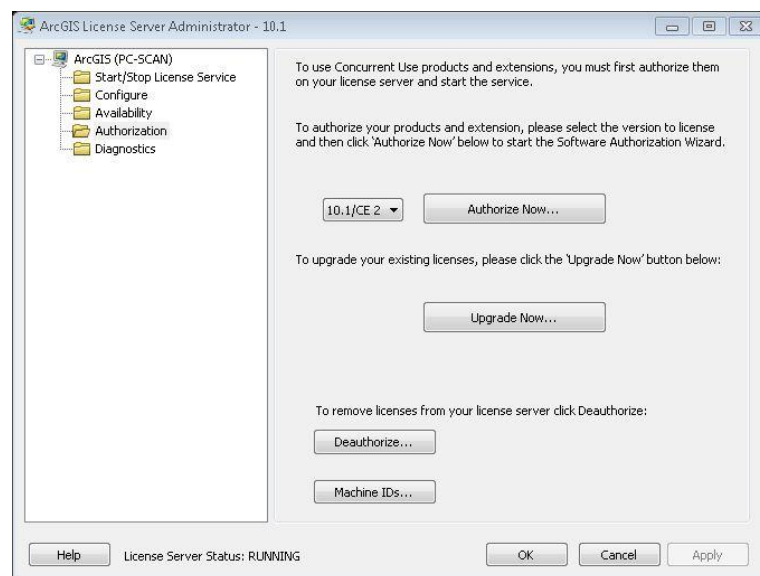 ArcGIS License Server Administrator - 10.1
ArcGIS (PC-SCAN)
Start/Stop License Service
Configure
Availability
Authorization
Diagnostics
To use Concurrent Use products and extensions, you must first authorize them
on your license server and start the service.
To authorize your products and extension, please select the version to license
and then click 'Authorize Now' below to start the Software Authorization Wizard.
10.1/CE 2
Authorize Now...
To upgrade your existing licenses, please click the 'Upgrade Now' button below:
Upgrade Now...
To remove licenses from your license server click Deauthorize:
Deauthorize...
Machine IDs...
Help
License Server Status: RUNNING
OK
Cancel
Apply